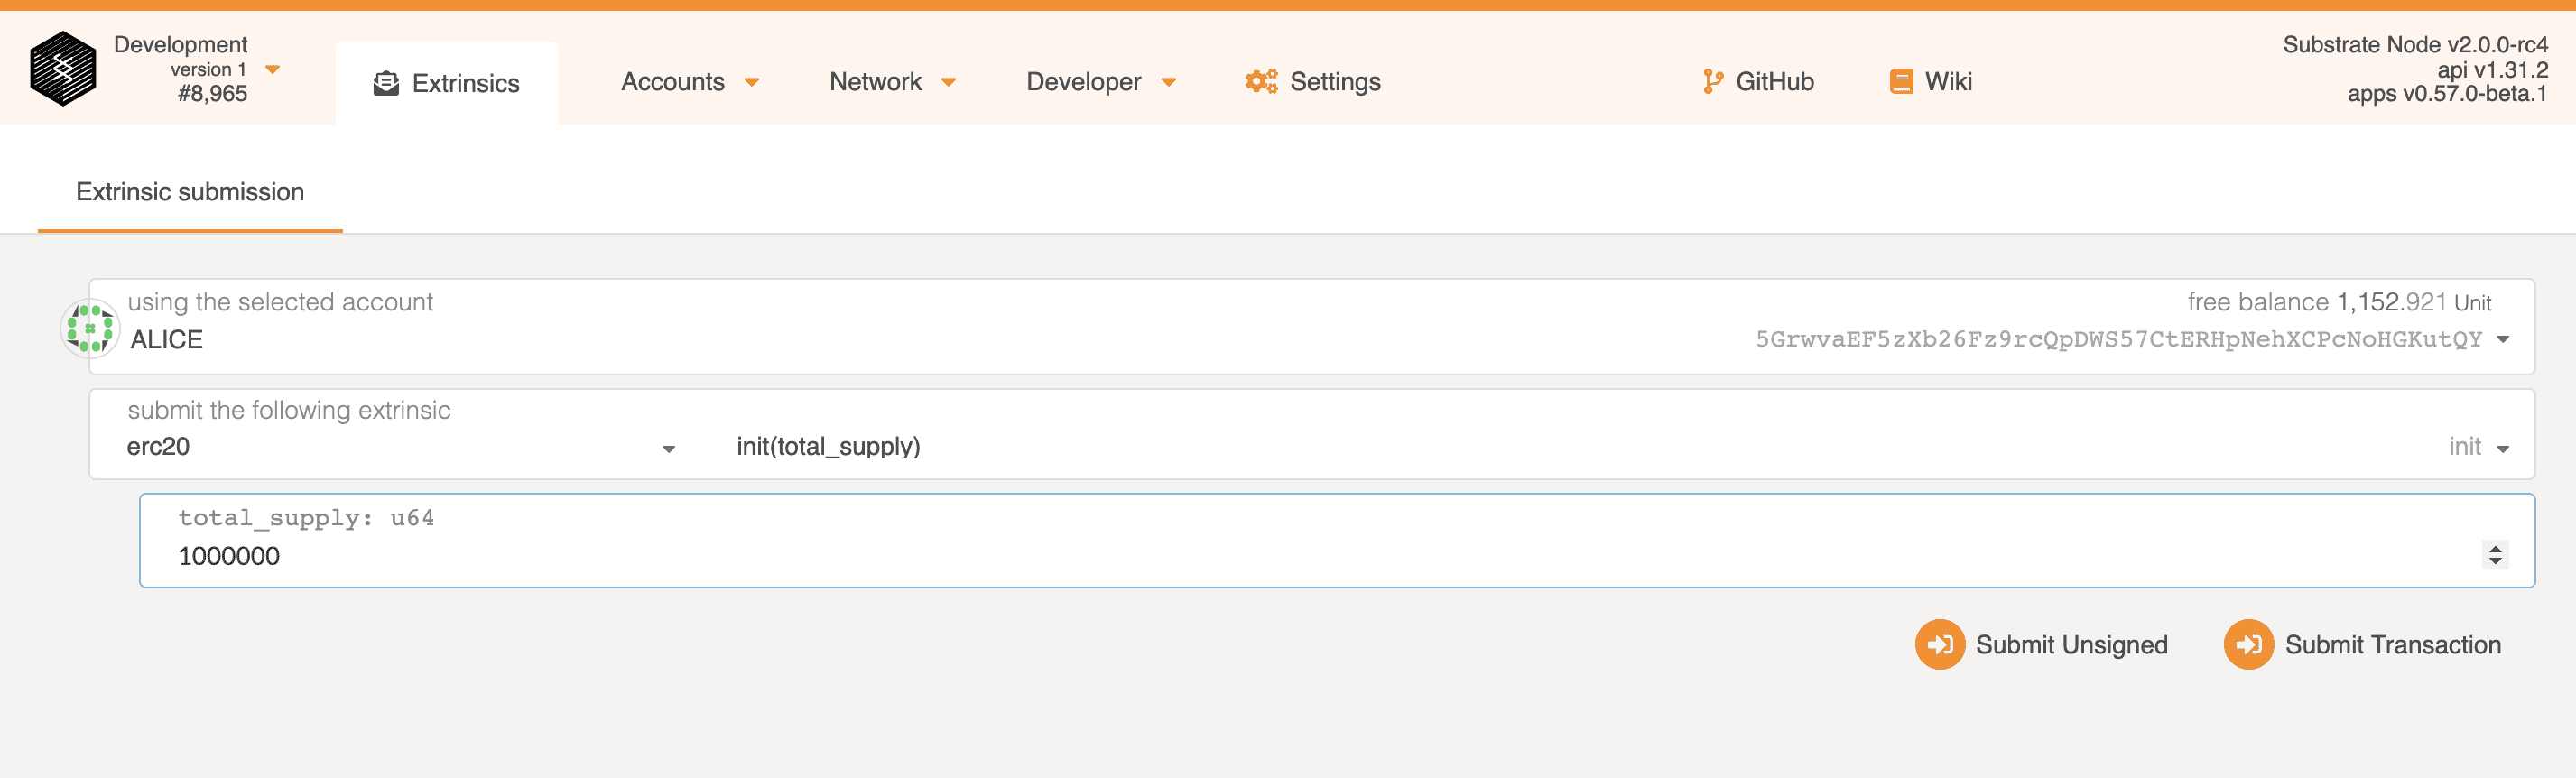 Development
version 1
#8,965
Extrinsics
Accounts
Network
Developer
Settings
GitHub
Wiki
Substrate Node v2.0.0-rc4
api v1.31.2
apps v0.57.0-beta.1
Extrinsic submission
using the selected account
ALICE
free balance 1,152.921 Unit
5GrwvaEF5zXb26Fz9rcQpDWS57CtERHpNehXCPcNoHGKutQY
submit the following extrinsic
erc20
init(total_supply)
init
total_supply: u64
1000000
Submit Unsigned
Submit Transaction